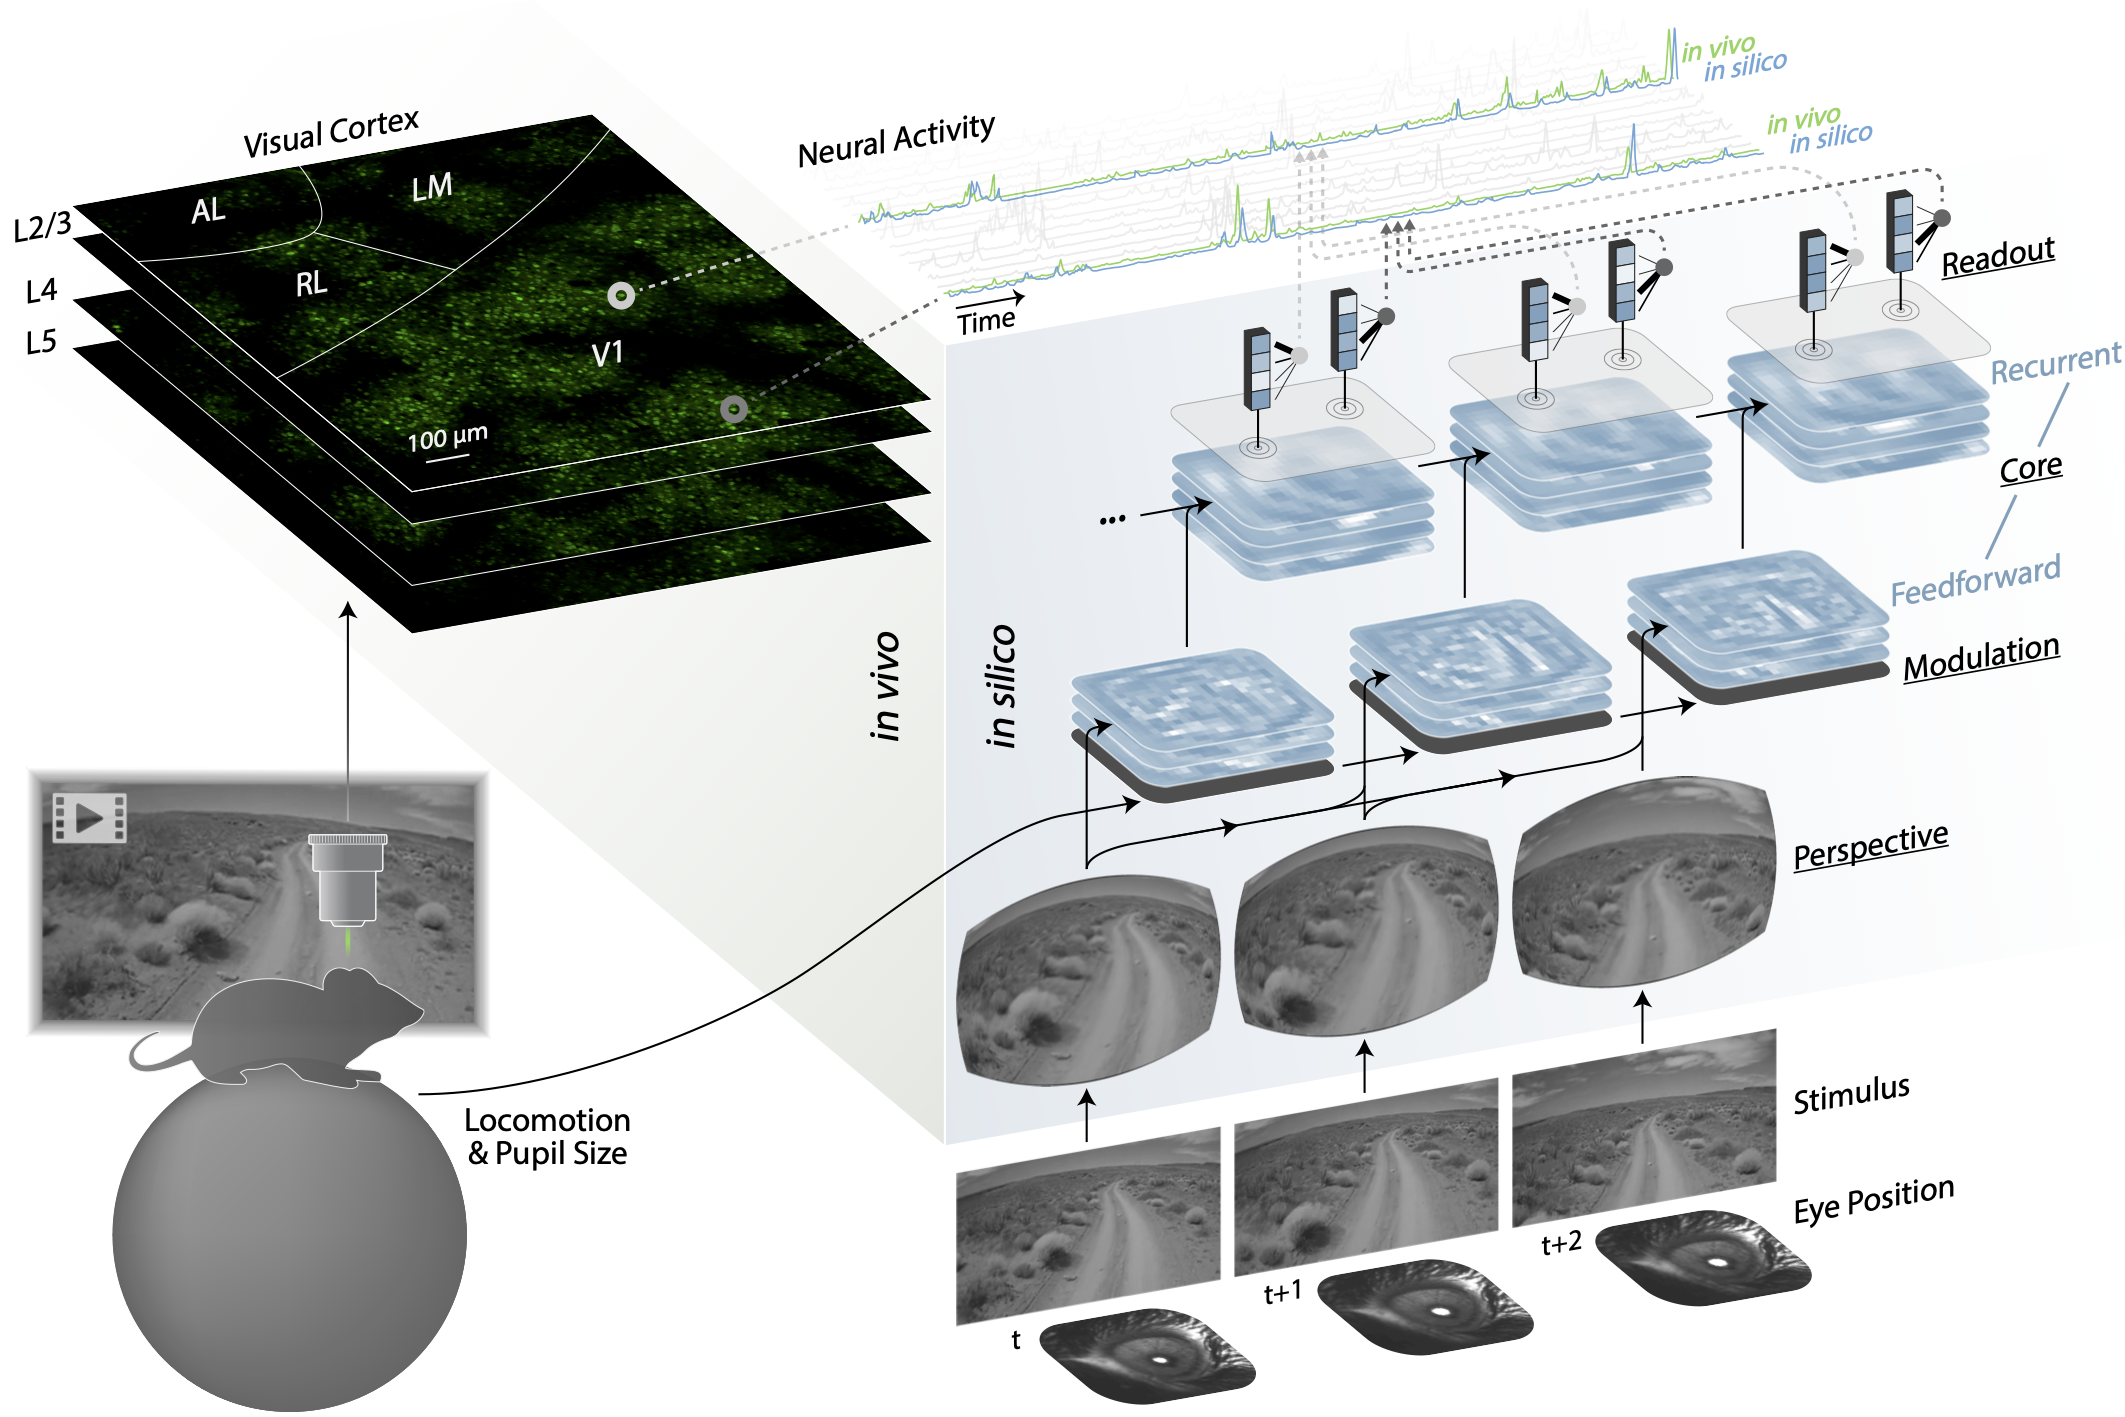 Visual Cortex
AL
LM
RL
V1
100 µm
L2/3
L4
L5
Neural Activity
in vivo
in silico
in vivo
in silico
Time
Readout
Recurrent
Core
Feedforward
Modulation
Perspective
Stimulus
Eye Position
in vivo
in silico
...
Locomotion
& Pupil Size
t
t+1
t+2